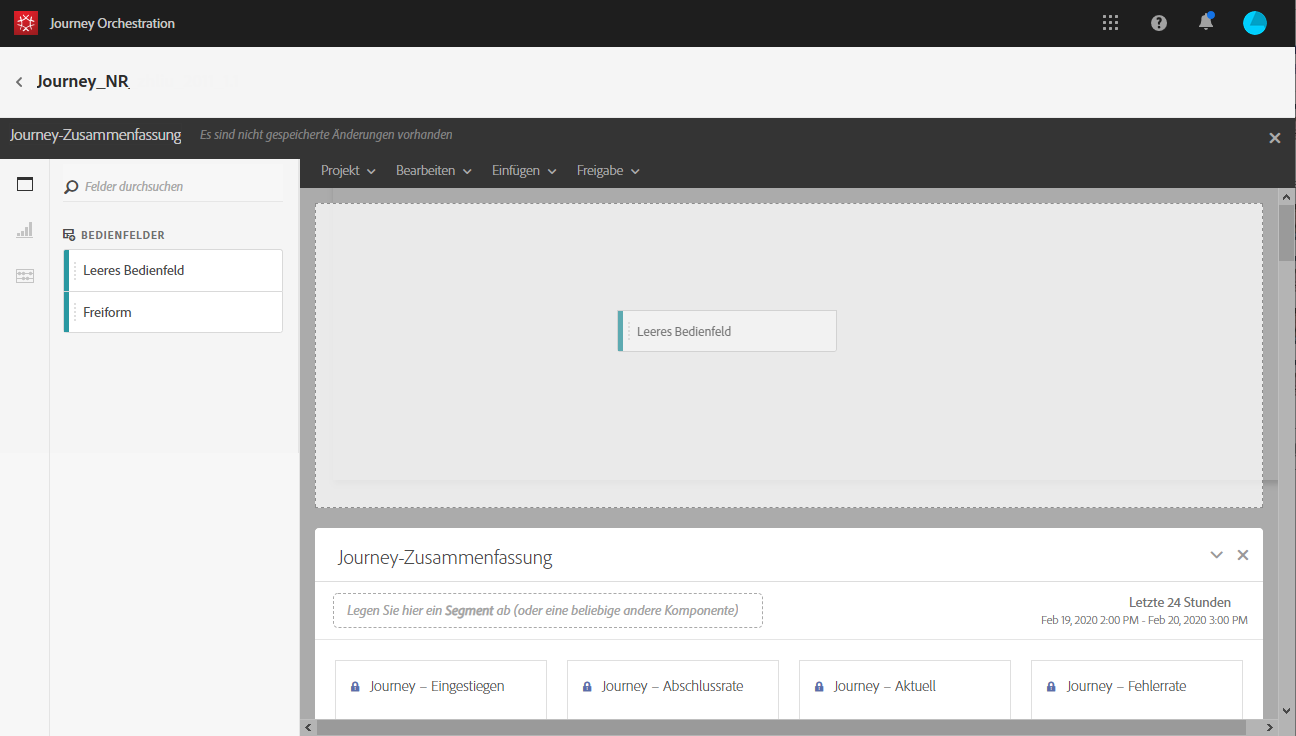 Journey Orchestration
Journey_NR
Journey-Zusammenfassung Es sind nicht gespeicherte Änderungen vorhanden
Projekt Bearbeiten Einfügen Freigabe
Felder durchsuchen
BEDIENFELDER
Leeres Bedienfeld
Freiform
Leeres Bedienfeld
Journey-Zusammenfassung
Legen Sie hier ein Segment ab (oder eine beliebige andere Komponente)
Letzte 24 Stunden
Feb 19, 2020 2:00 PM - Feb 20, 2020 3:00 PM
Journey – Eingestiegen
Journey – Abschlussrate
Journey – Aktuell
Journey – Fehlerrate